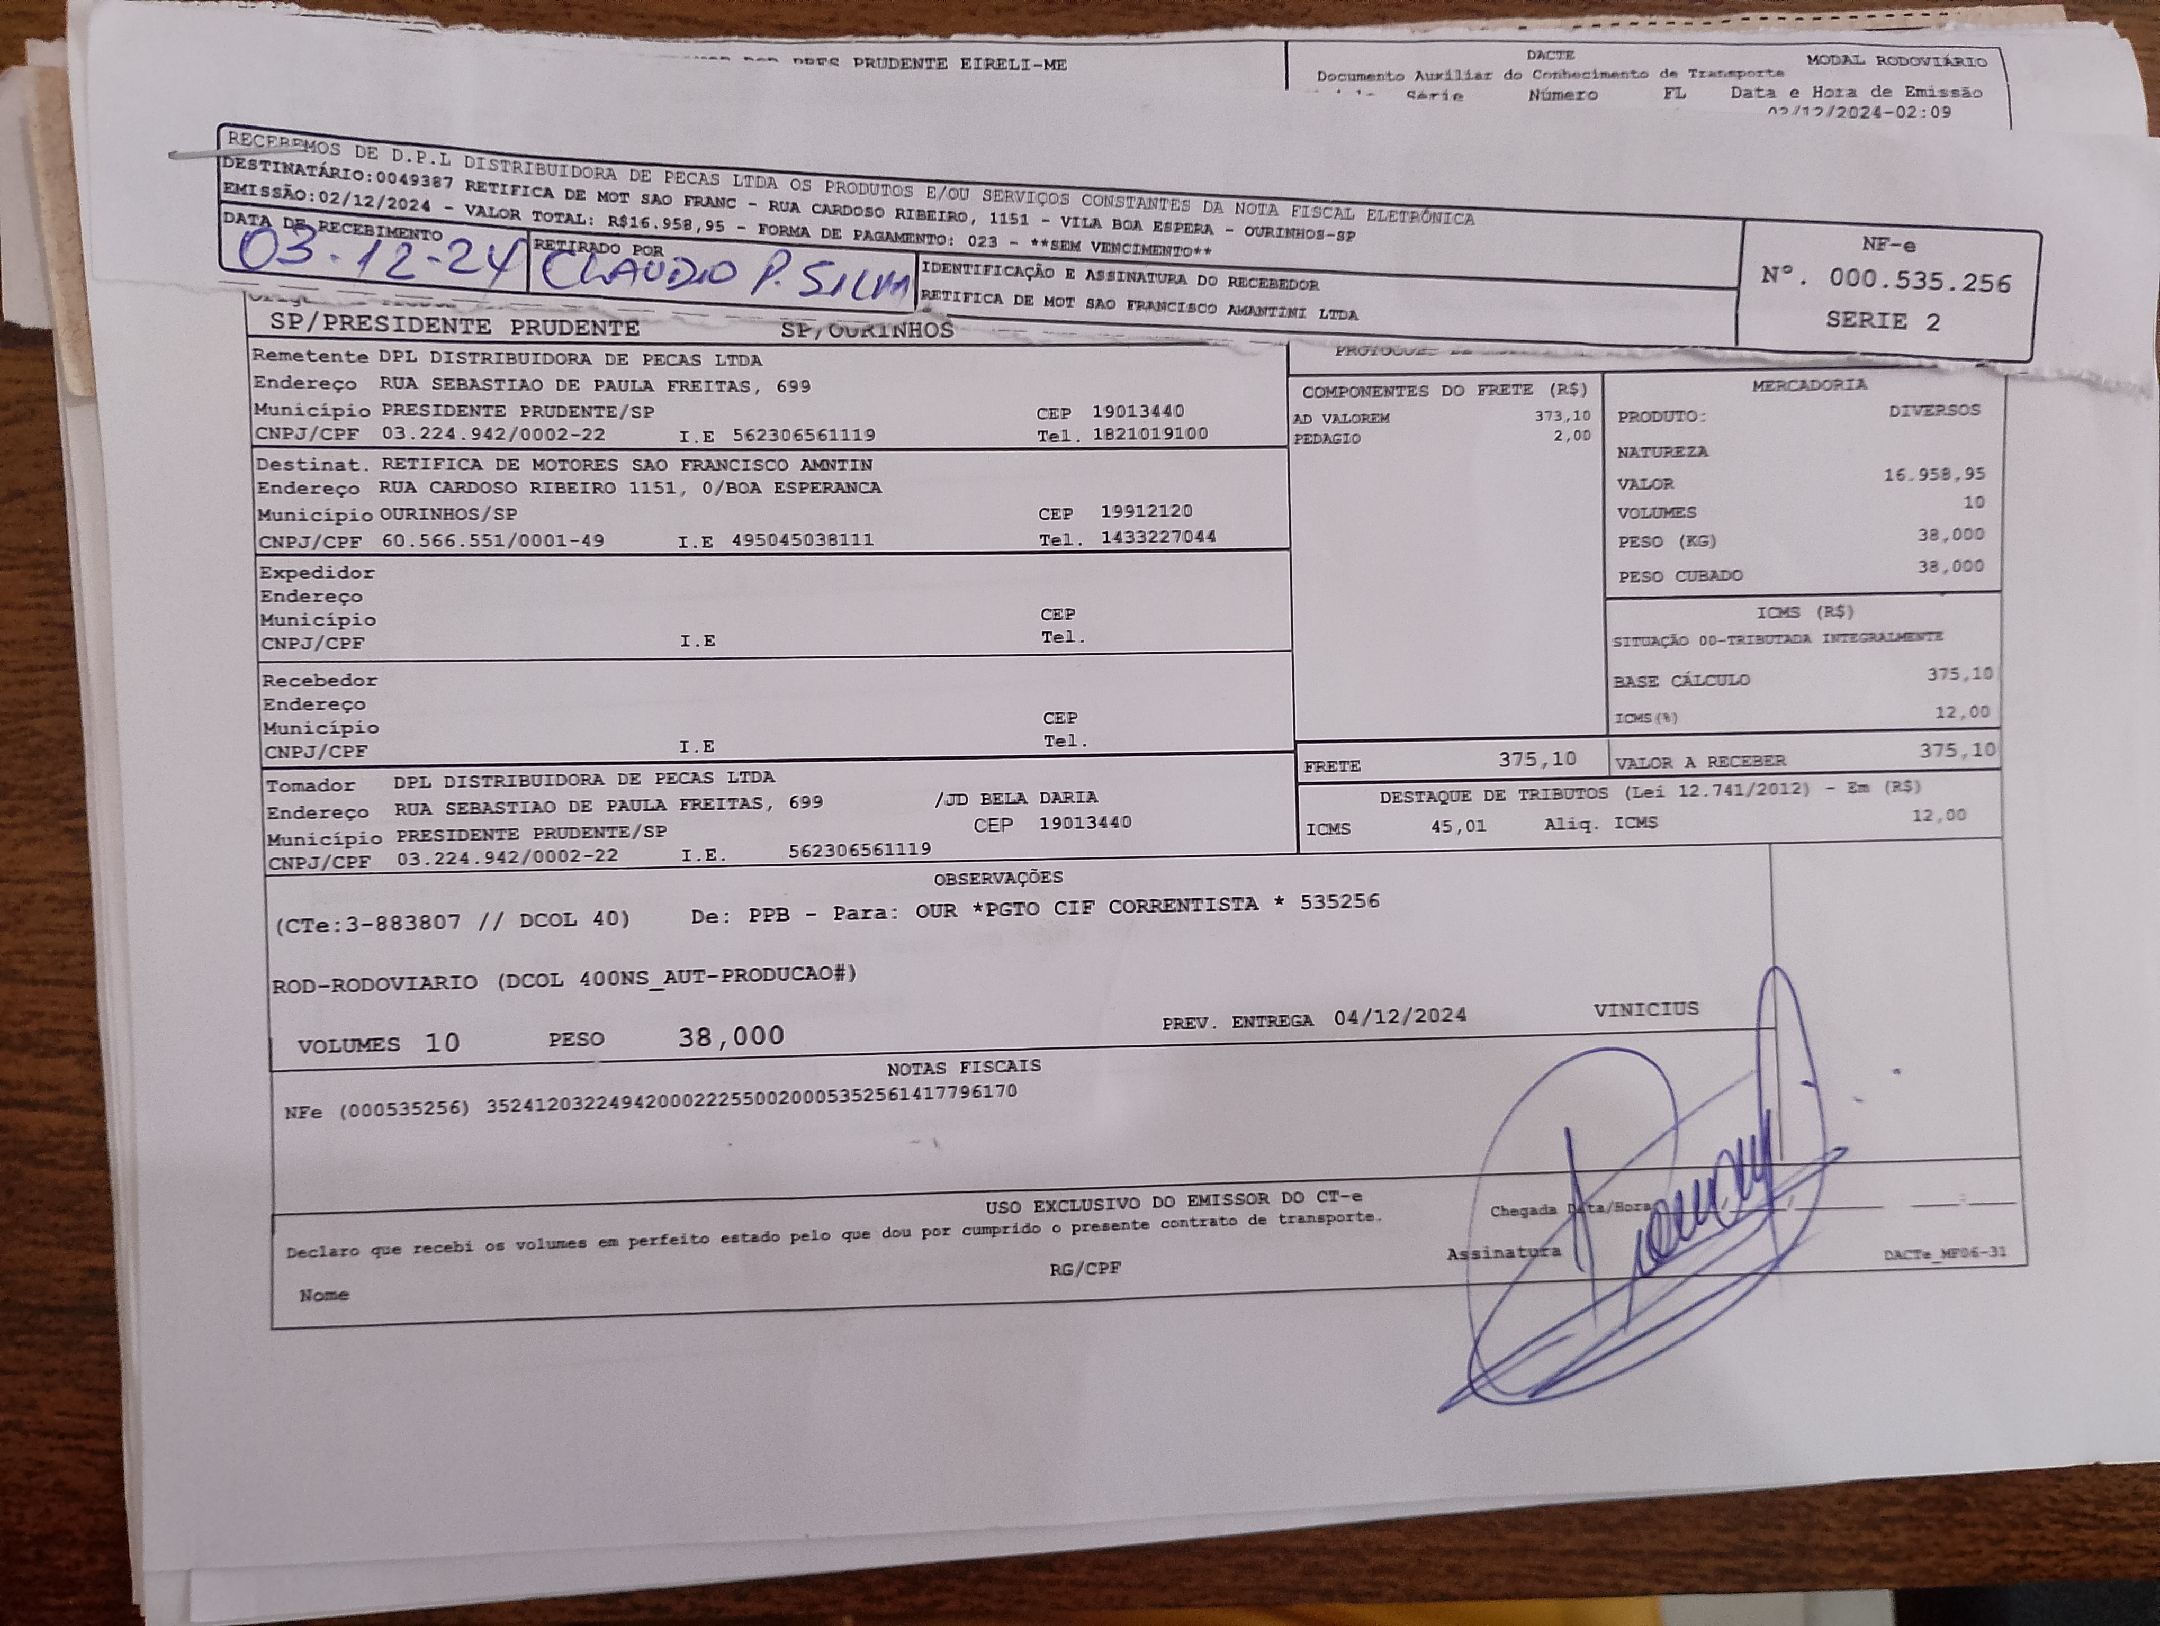 PRUDENTE EIRELI-ME
DACTE
MODAL RODOVIÁRIO
Documento Auxiliar do Conhecimento de Transporte
Série Número FL Data e Hora de Emissão
02/12/2024-02:09
RECEBEMOS DE D.P.L DISTRIBUIDORA DE PECAS LTDA OS PRODUTOS E/OU SERVIÇOS CONSTANTES DA NOTA FISCAL ELETRÔNICA
DESTINATÁRIO:0049387 RETIFICA DE MOT SAO FRANC - RUA CARDOSO RIBEIRO, 1151 - VILA BOA ESPERA - OURINHOS-SP
EMISSÃO:02/12/2024 - VALOR TOTAL: R$16.958,95 - FORMA DE PAGAMENTO: 023 - **SEM VENCIMENTO**
DATA DE RECEBIMENTO
03-12-24
RETIRADO POR
CLAUDIO P. SILVA
IDENTIFICAÇÃO E ASSINATURA DO RECEBEDOR
RETIFICA DE MOT SAO FRANCISCO AMANTINI LTDA
NF-e
Nº. 000.535.256
SERIE 2
SP/PRESIDENTE PRUDENTE SP/OURINHOS
Remetente DPL DISTRIBUIDORA DE PECAS LTDA
Endereço RUA SEBASTIAO DE PAULA FREITAS, 699
Município PRESIDENTE PRUDENTE/SP CEP 19013440
CNPJ/CPF 03.224.942/0002-22 I.E 562306561119 Tel. 1821019100
Destinat. RETIFICA DE MOTORES SAO FRANCISCO AMNTIN
Endereço RUA CARDOSO RIBEIRO 1151, 0/BOA ESPERANCA
Município OURINHOS/SP CEP 19912120
CNPJ/CPF 60.566.551/0001-49 I.E 495045038111 Tel. 1433227044
Expedidor
Endereço
Município CEP
CNPJ/CPF I.E Tel.
Recebedor
Endereço
Município CEP
CNPJ/CPF I.E Tel.
Tomador DPL DISTRIBUIDORA DE PECAS LTDA
Endereço RUA SEBASTIAO DE PAULA FREITAS, 699 /JD BELA DARIA
Município PRESIDENTE PRUDENTE/SP CEP 19013440
CNPJ/CPF 03.224.942/0002-22 I.E. 562306561119
COMPONENTES DO FRETE (R$)
AD VALOREM 373,10
PEDAGIO 2,00
FRETE 375,10
MERCADORIA
PRODUTO: DIVERSOS
NATUREZA
VALOR 16.958,95
VOLUMES 10
PESO (KG) 38,000
PESO CUBADO 38,000
ICMS (R$)
SITUAÇÃO 00-TRIBUTADA INTEGRALMENTE
BASE CÁLCULO 375,10
ICMS(%) 12,00
VALOR A RECEBER 375,10
DESTAQUE DE TRIBUTOS (Lei 12.741/2012) - Em (R$)
ICMS 45,01 Aliq. ICMS 12,00
OBSERVAÇÕES
(CTe:3-883807 // DCOL 40) De: PPB - Para: OUR *PGTO CIF CORRENTISTA * 535256
ROD-RODOVIARIO (DCOL 400NS_AUT-PRODUCAO#)
VOLUMES 10 PESO 38,000 PREV. ENTREGA 04/12/2024 VINICIUS
NOTAS FISCAIS
NFe (000535256) 35241203224942000222550020005352561417796170
USO EXCLUSIVO DO EMISSOR DO CT-e
Declaro que recebi os volumes em perfeito estado pelo que dou por cumprido o presente contrato de transporte.
Chegada Data/Hora
Nome RG/CPF Assinatura
DACTe_MF06-31